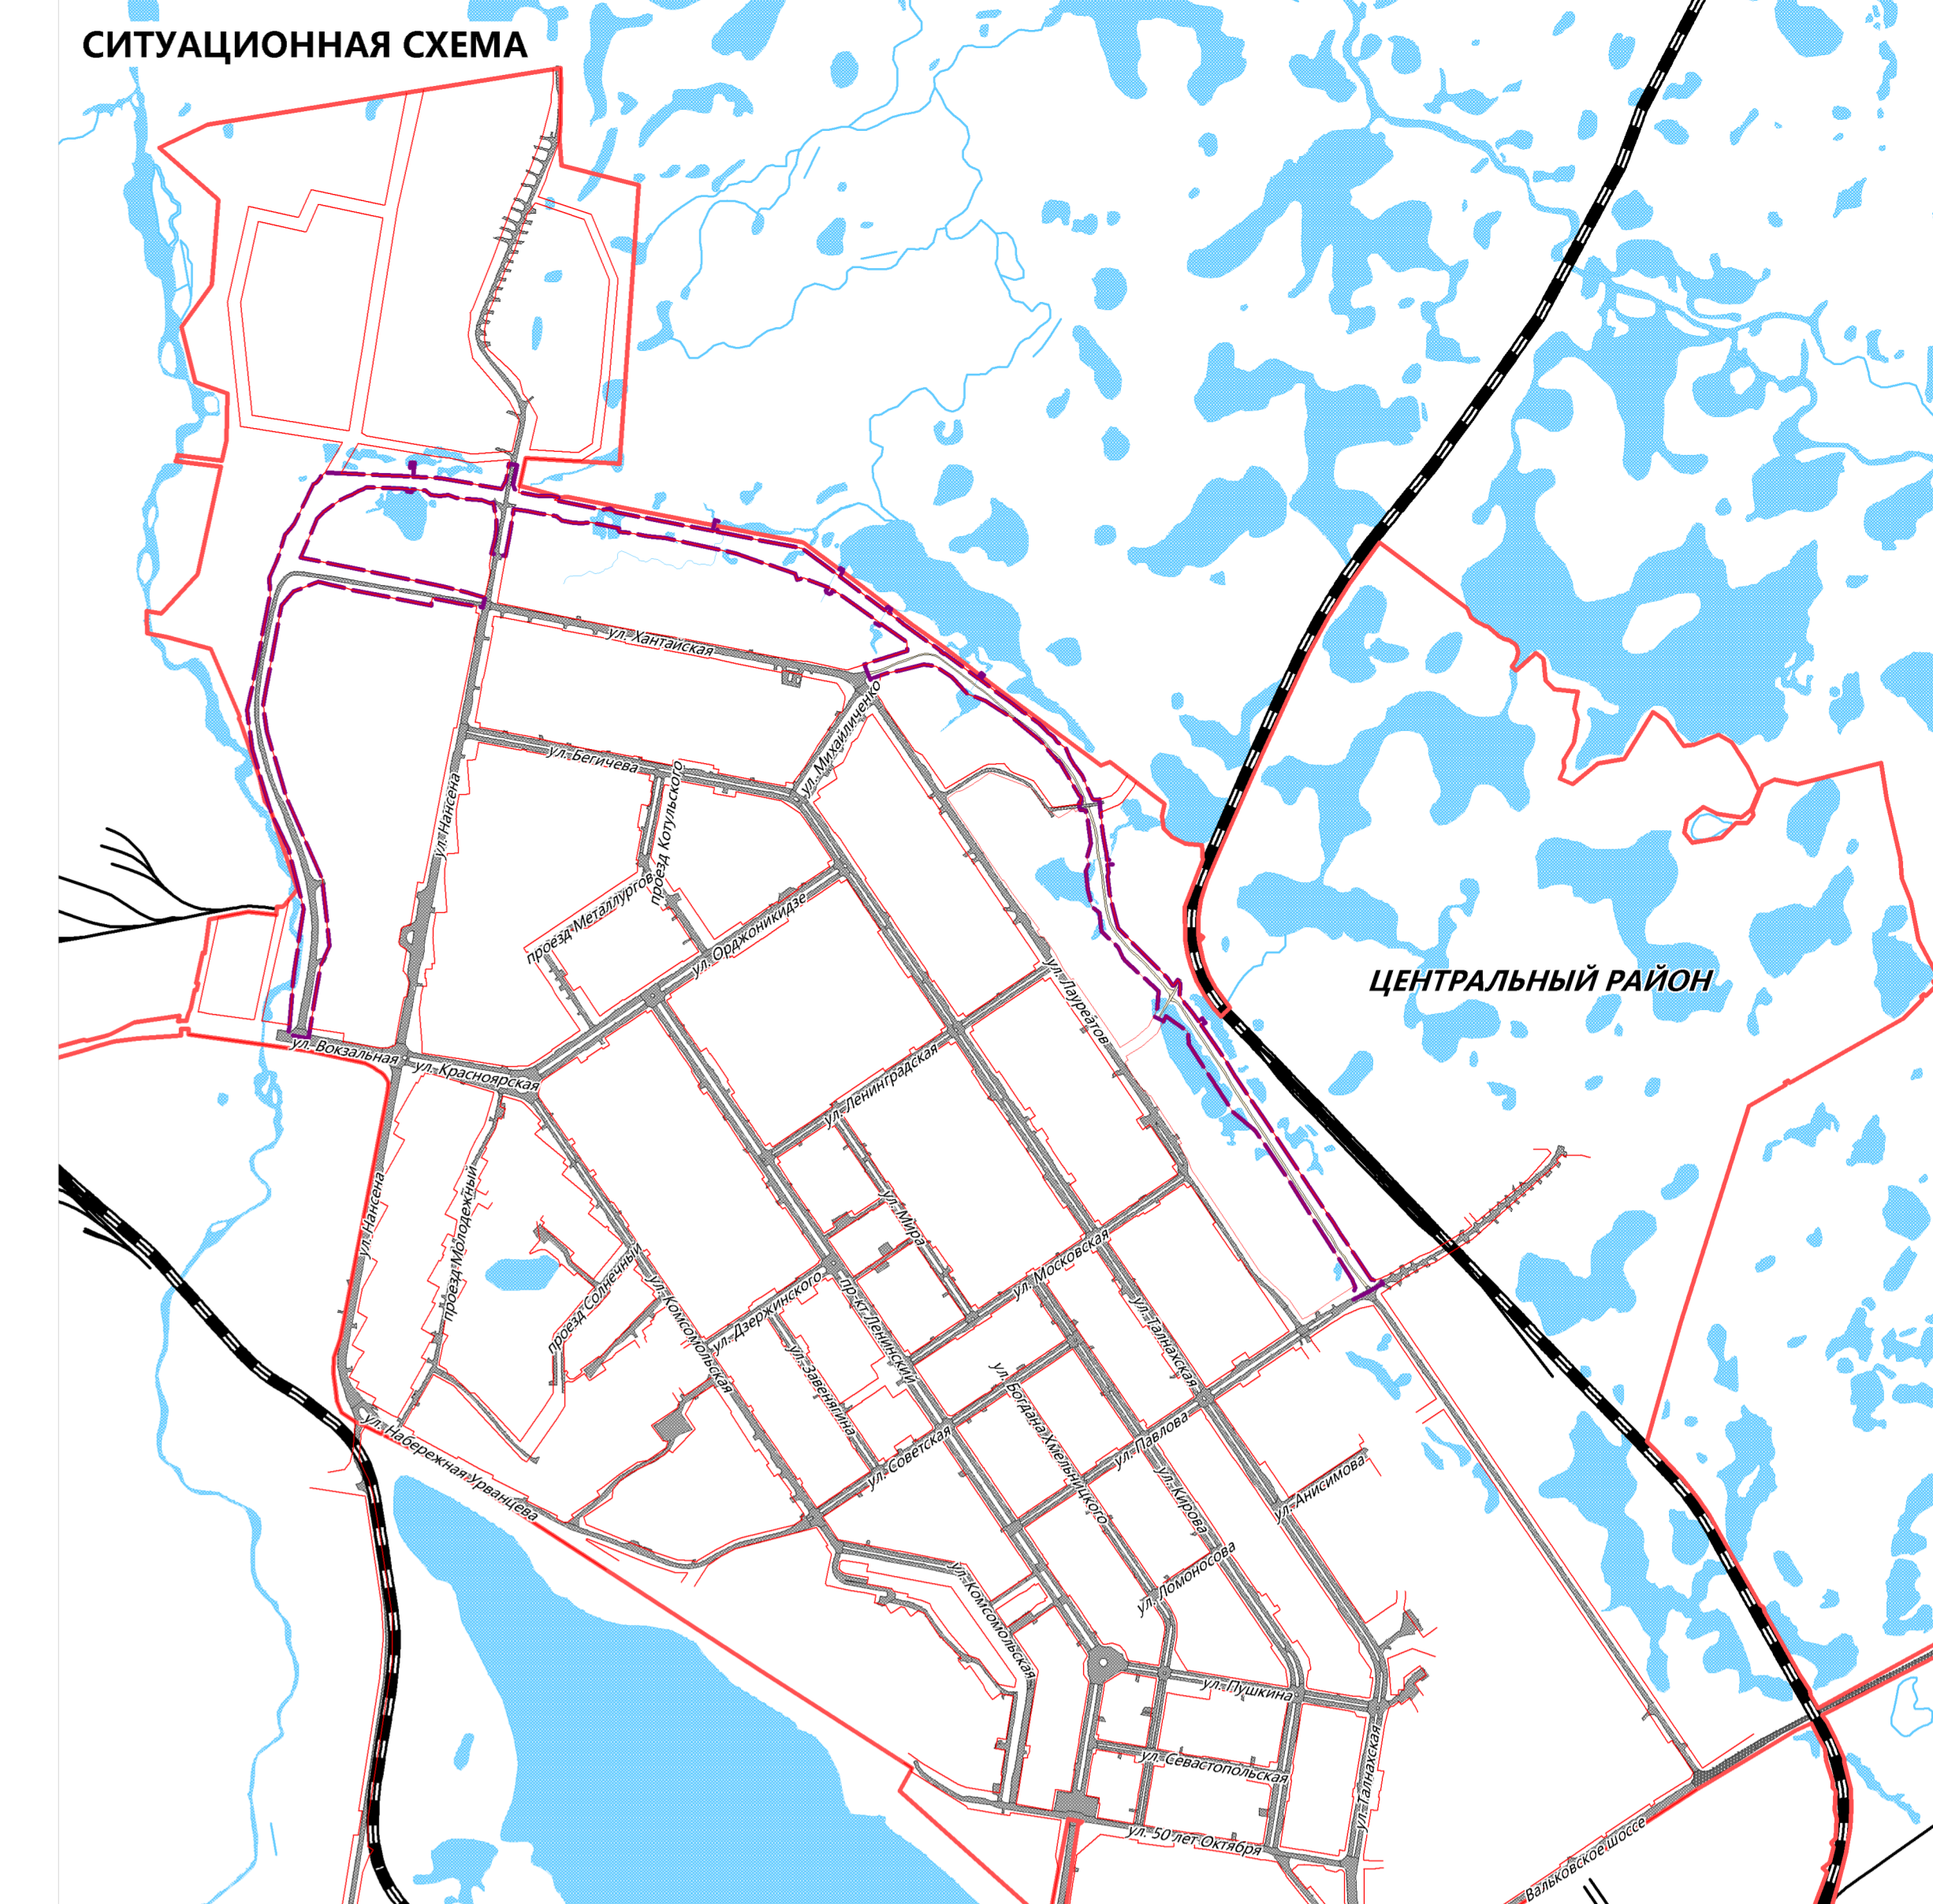 СИТУАЦИОННАЯ СХЕМА
ул. Хантайская
ул. Михайличенко
ул. Бегичева
проезд Котульского
ул. Нансена
проезд Металлургов
ул. Орджоникидзе
ул. Лауреатов
ЦЕНТРАЛЬНЫЙ РАЙОН
ул. Вокзальная
ул. Красноярская
ул. Ленинградская
ул. Нансена
проезд Молодежный
ул. Мира
ул. Московская
проезд Солнечный
ул. Комсомольская
ул. Дзержинского
пр-кт Ленинский
ул. Талнахская
ул. Завенягина
ул. Богдана Хмельницкого
ул. Набережная Урванцева
ул. Советская
ул. Павлова
ул. Кирова
ул. Анисимова
ул. Ломоносова
ул. Комсомольская
ул. Пушкина
ул. Севастопольская
ул. Талнахская
ул. 50 лет Октября
Вальковское шоссе